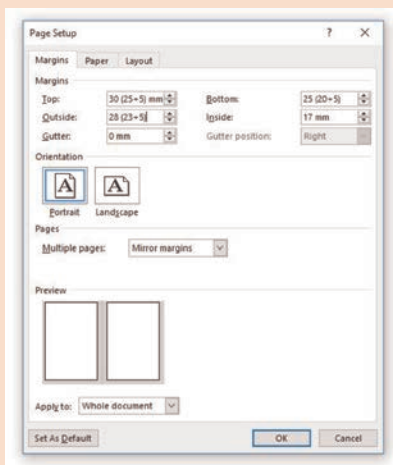 Page Setup ? X
Margins Paper Layout
Margins
Top: 30 (25+5) mm Bottom: 25 (20+5)
Outside: 28 (23+5) Inside: 17 mm
Gutter: 0 mm Gutter position: Right
Orientation
Portrait Landscape
Pages
Multiple pages: Mirror margins
Preview
Apply to: Whole document
Set As Default OK Cancel